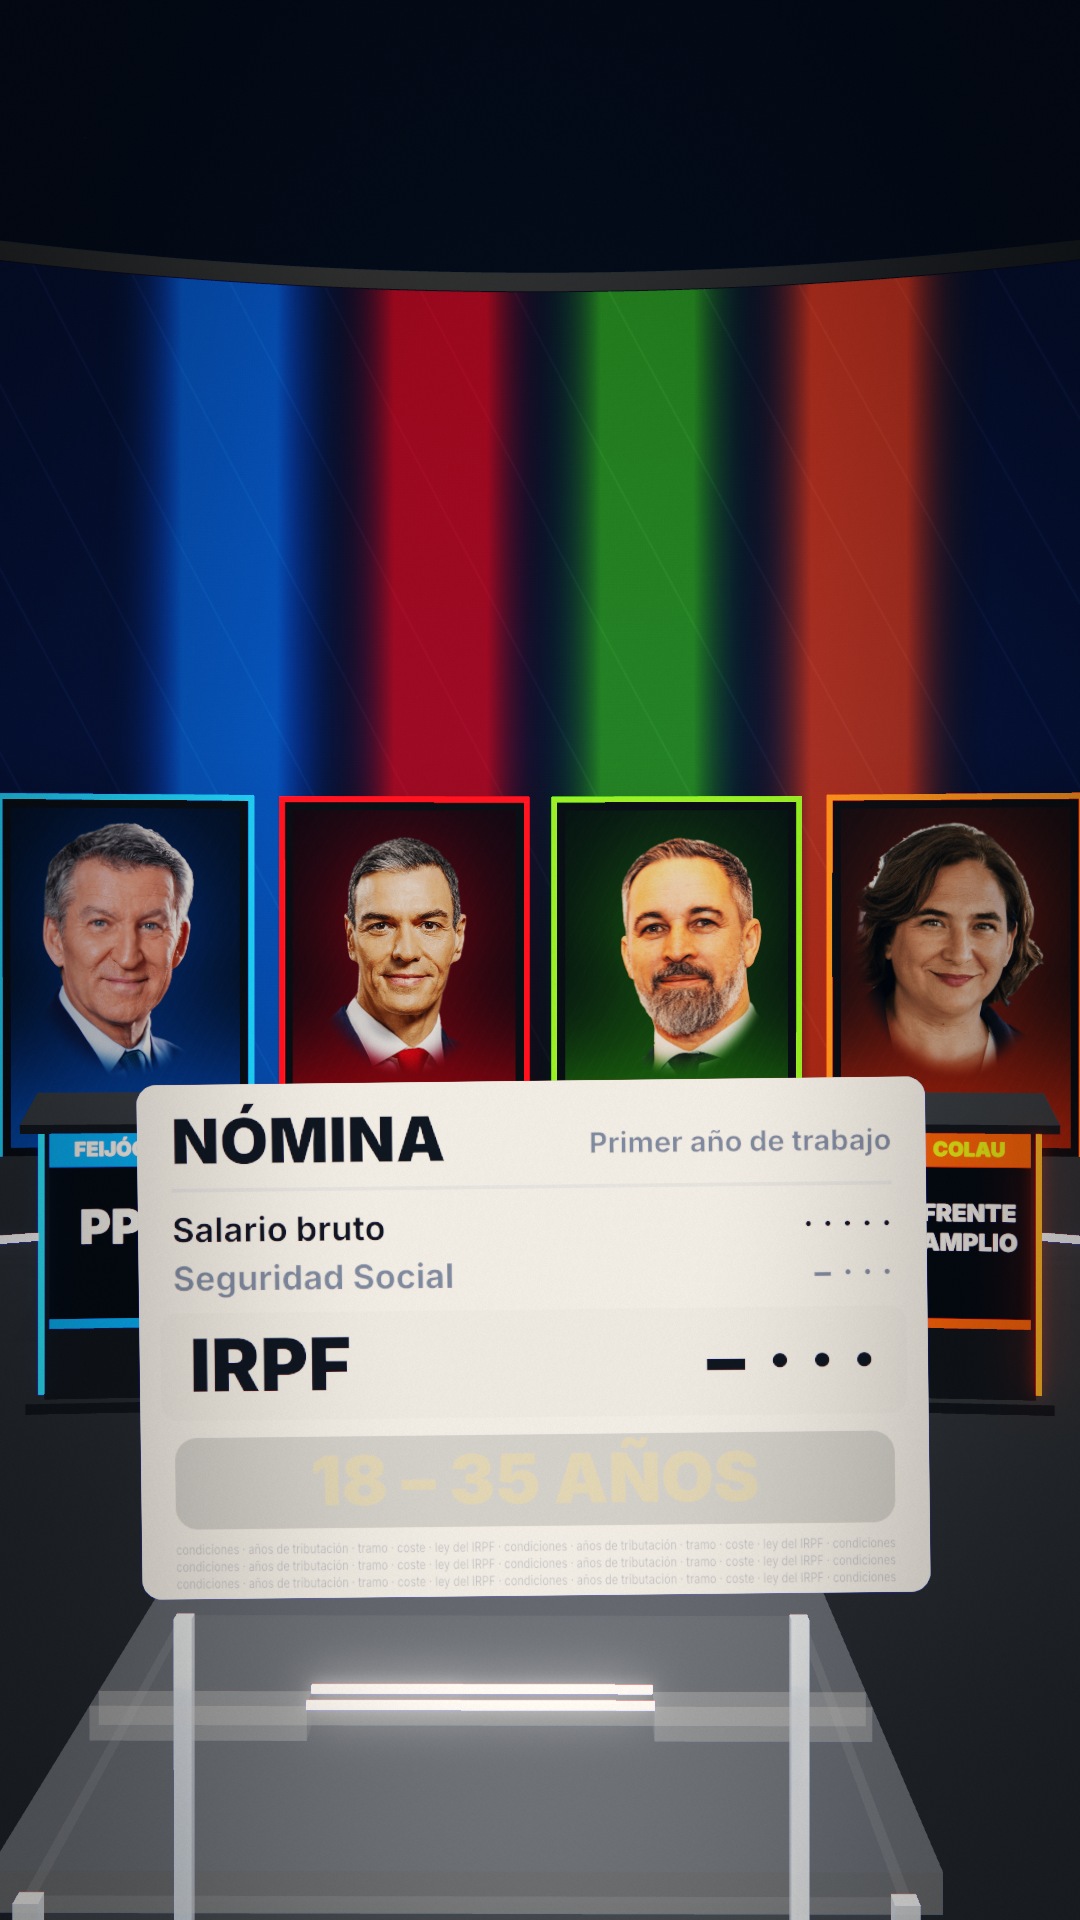 FEIJÓO
PP
COLAU
FRENTE
AMPLIO
NÓMINA
Primer año de trabajo
Salario bruto · · · · ·
Seguridad Social – · · ·
IRPF – • • •
18 – 35 AÑOS
condiciones · años de tributación · tramo · coste · ley del IRPF · condiciones · años de tributación · tramo · coste · ley del IRPF · condiciones
condiciones · años de tributación · tramo · coste · ley del IRPF · condiciones · años de tributación · tramo · coste · ley del IRPF · condiciones
condiciones · años de tributación · tramo · coste · ley del IRPF · condiciones · años de tributación · tramo · coste · ley del IRPF · condiciones